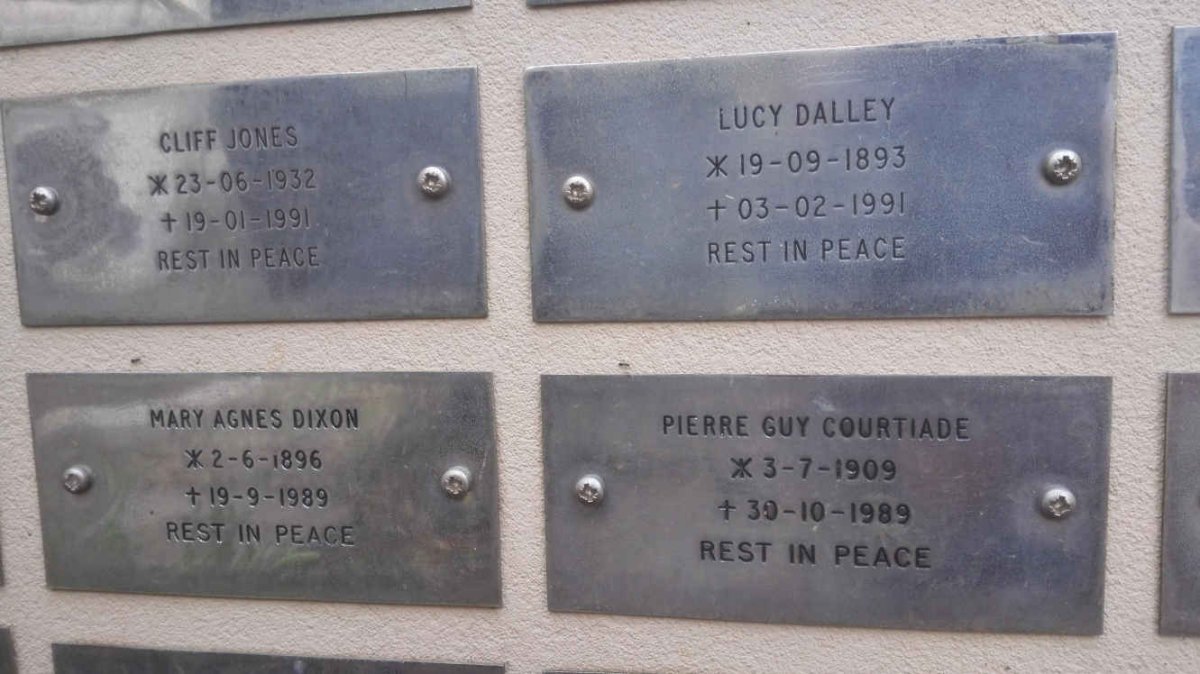 CLIFF JONES
✶ 23-06-1932
✝ 19-01-1991
REST IN PEACE
LUCY DALLEY
✶ 19-09-1893
✝ 03-02-1991
REST IN PEACE
MARY AGNES DIXON
✶ 2-6-1896
✝ 19-9-1989
REST IN PEACE
PIERRE GUY COURTIADE
✶ 3-7-1909
✝ 30-10-1989
REST IN PEACE